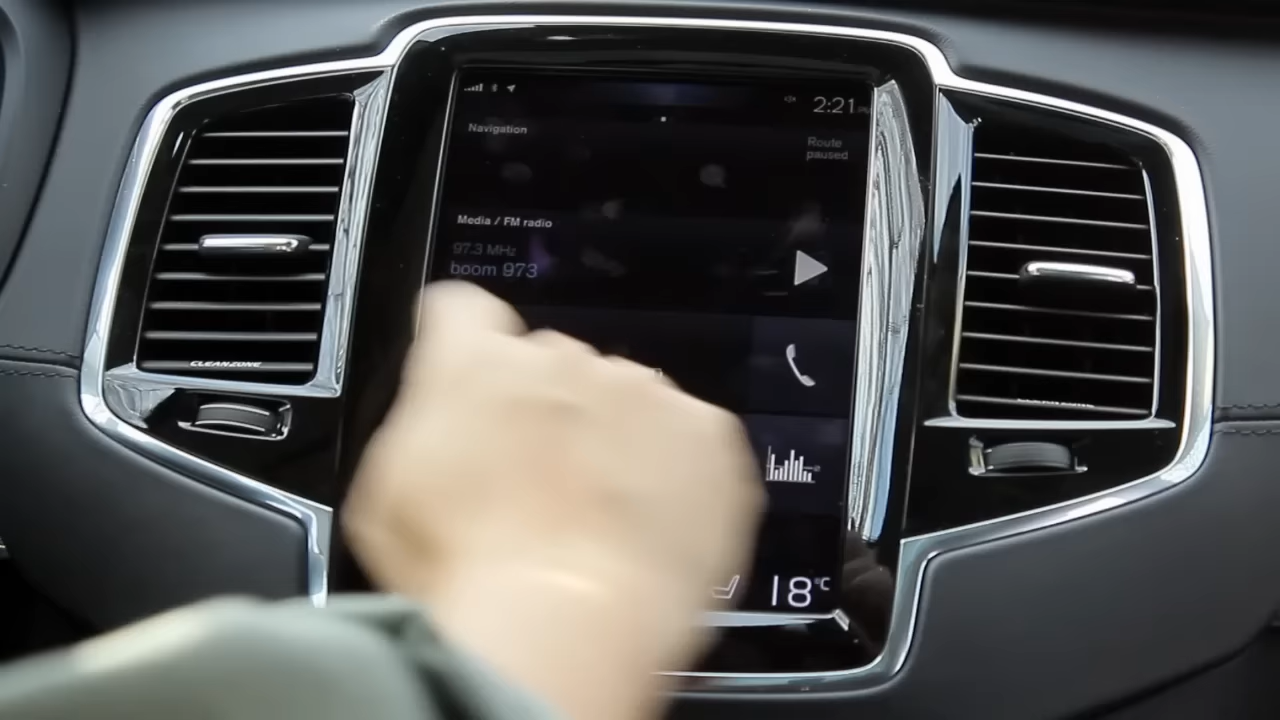 2:21
Navigation
Route
paused
Media / FM radio
97.3 MHz
boom 973
CLEANZONE
18°C